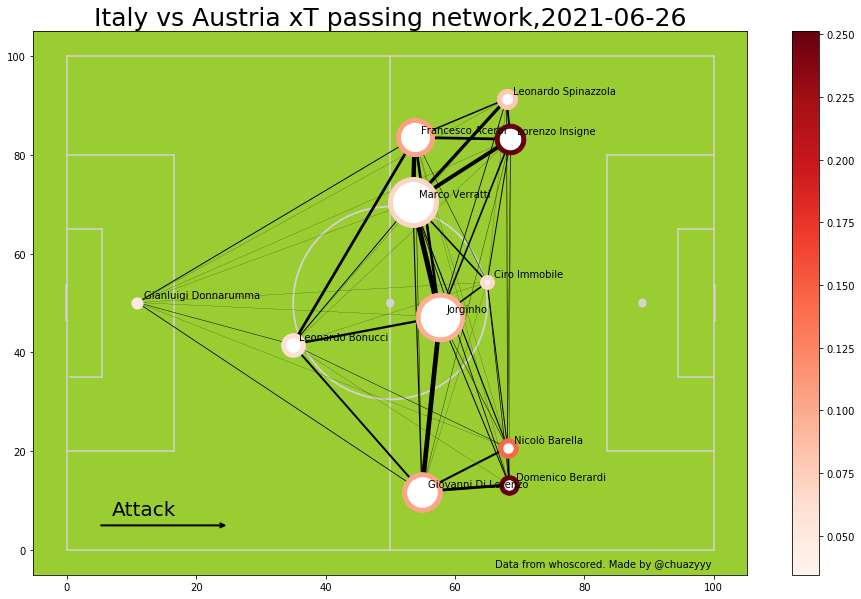 Italy vs Austria xT passing network,2021-06-26
Leonardo Spinazzola
Francesco Acerbi
Lorenzo Insigne
Marco Verratti
Ciro Immobile
Gianluigi Donnarumma
Jorginho
Leonardo Bonucci
Nicolò Barella
Domenico Berardi
Giovanni Di Lorenzo
Attack
Data from whoscored. Made by @chuazyyy
100
80
60
40
20
0
0 20 40 60 80 100
0.250
0.225
0.200
0.175
0.150
0.125
0.100
0.075
0.050